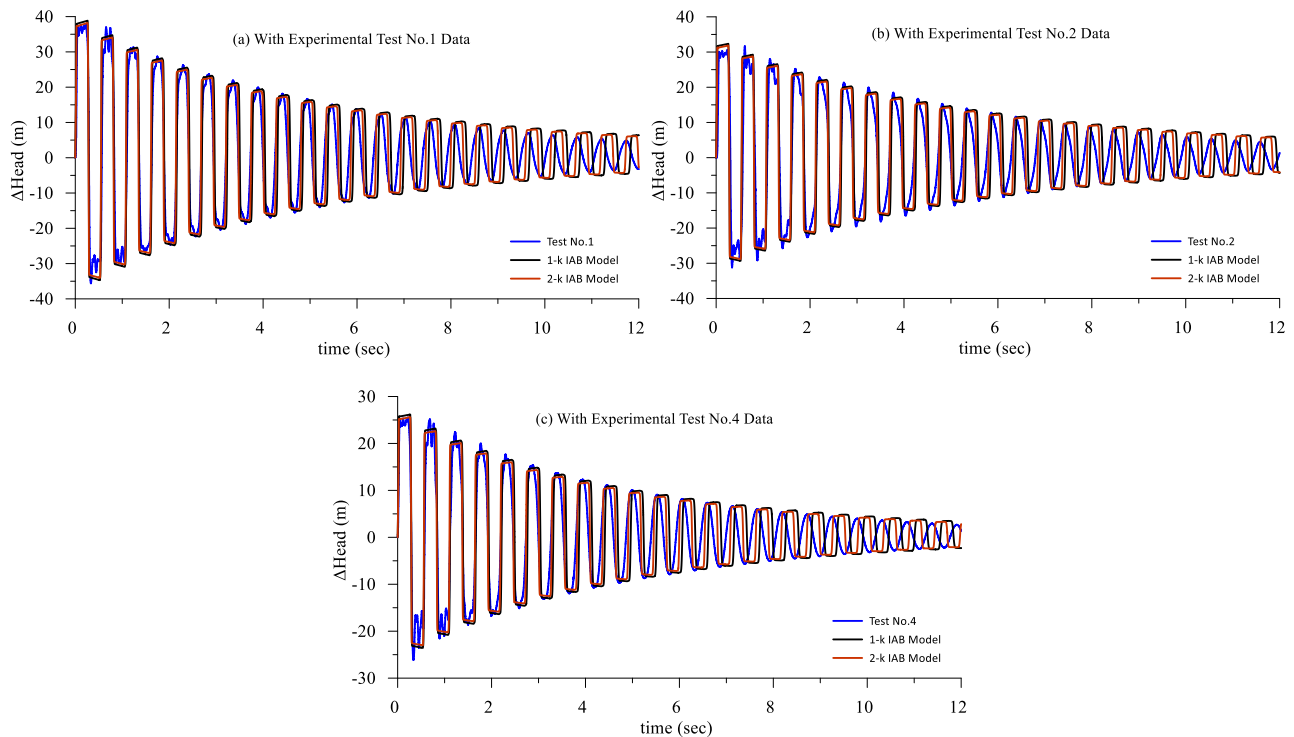 (a) With Experimental Test No.1 Data
ΔHead (m)
40
30
20
10
0
-10
-20
-30
-40
0 2 4 6 8 10 12
time (sec)
Test No.1
1-k IAB Model
2-k IAB Model
(b) With Experimental Test No.2 Data
ΔHead (m)
40
30
20
10
0
-10
-20
-30
-40
0 2 4 6 8 10 12
time (sec)
Test No.2
1-k IAB Model
2-k IAB Model
(c) With Experimental Test No.4 Data
ΔHead (m)
30
20
10
0
-10
-20
-30
0 2 4 6 8 10 12
time (sec)
Test No.4
1-k IAB Model
2-k IAB Model